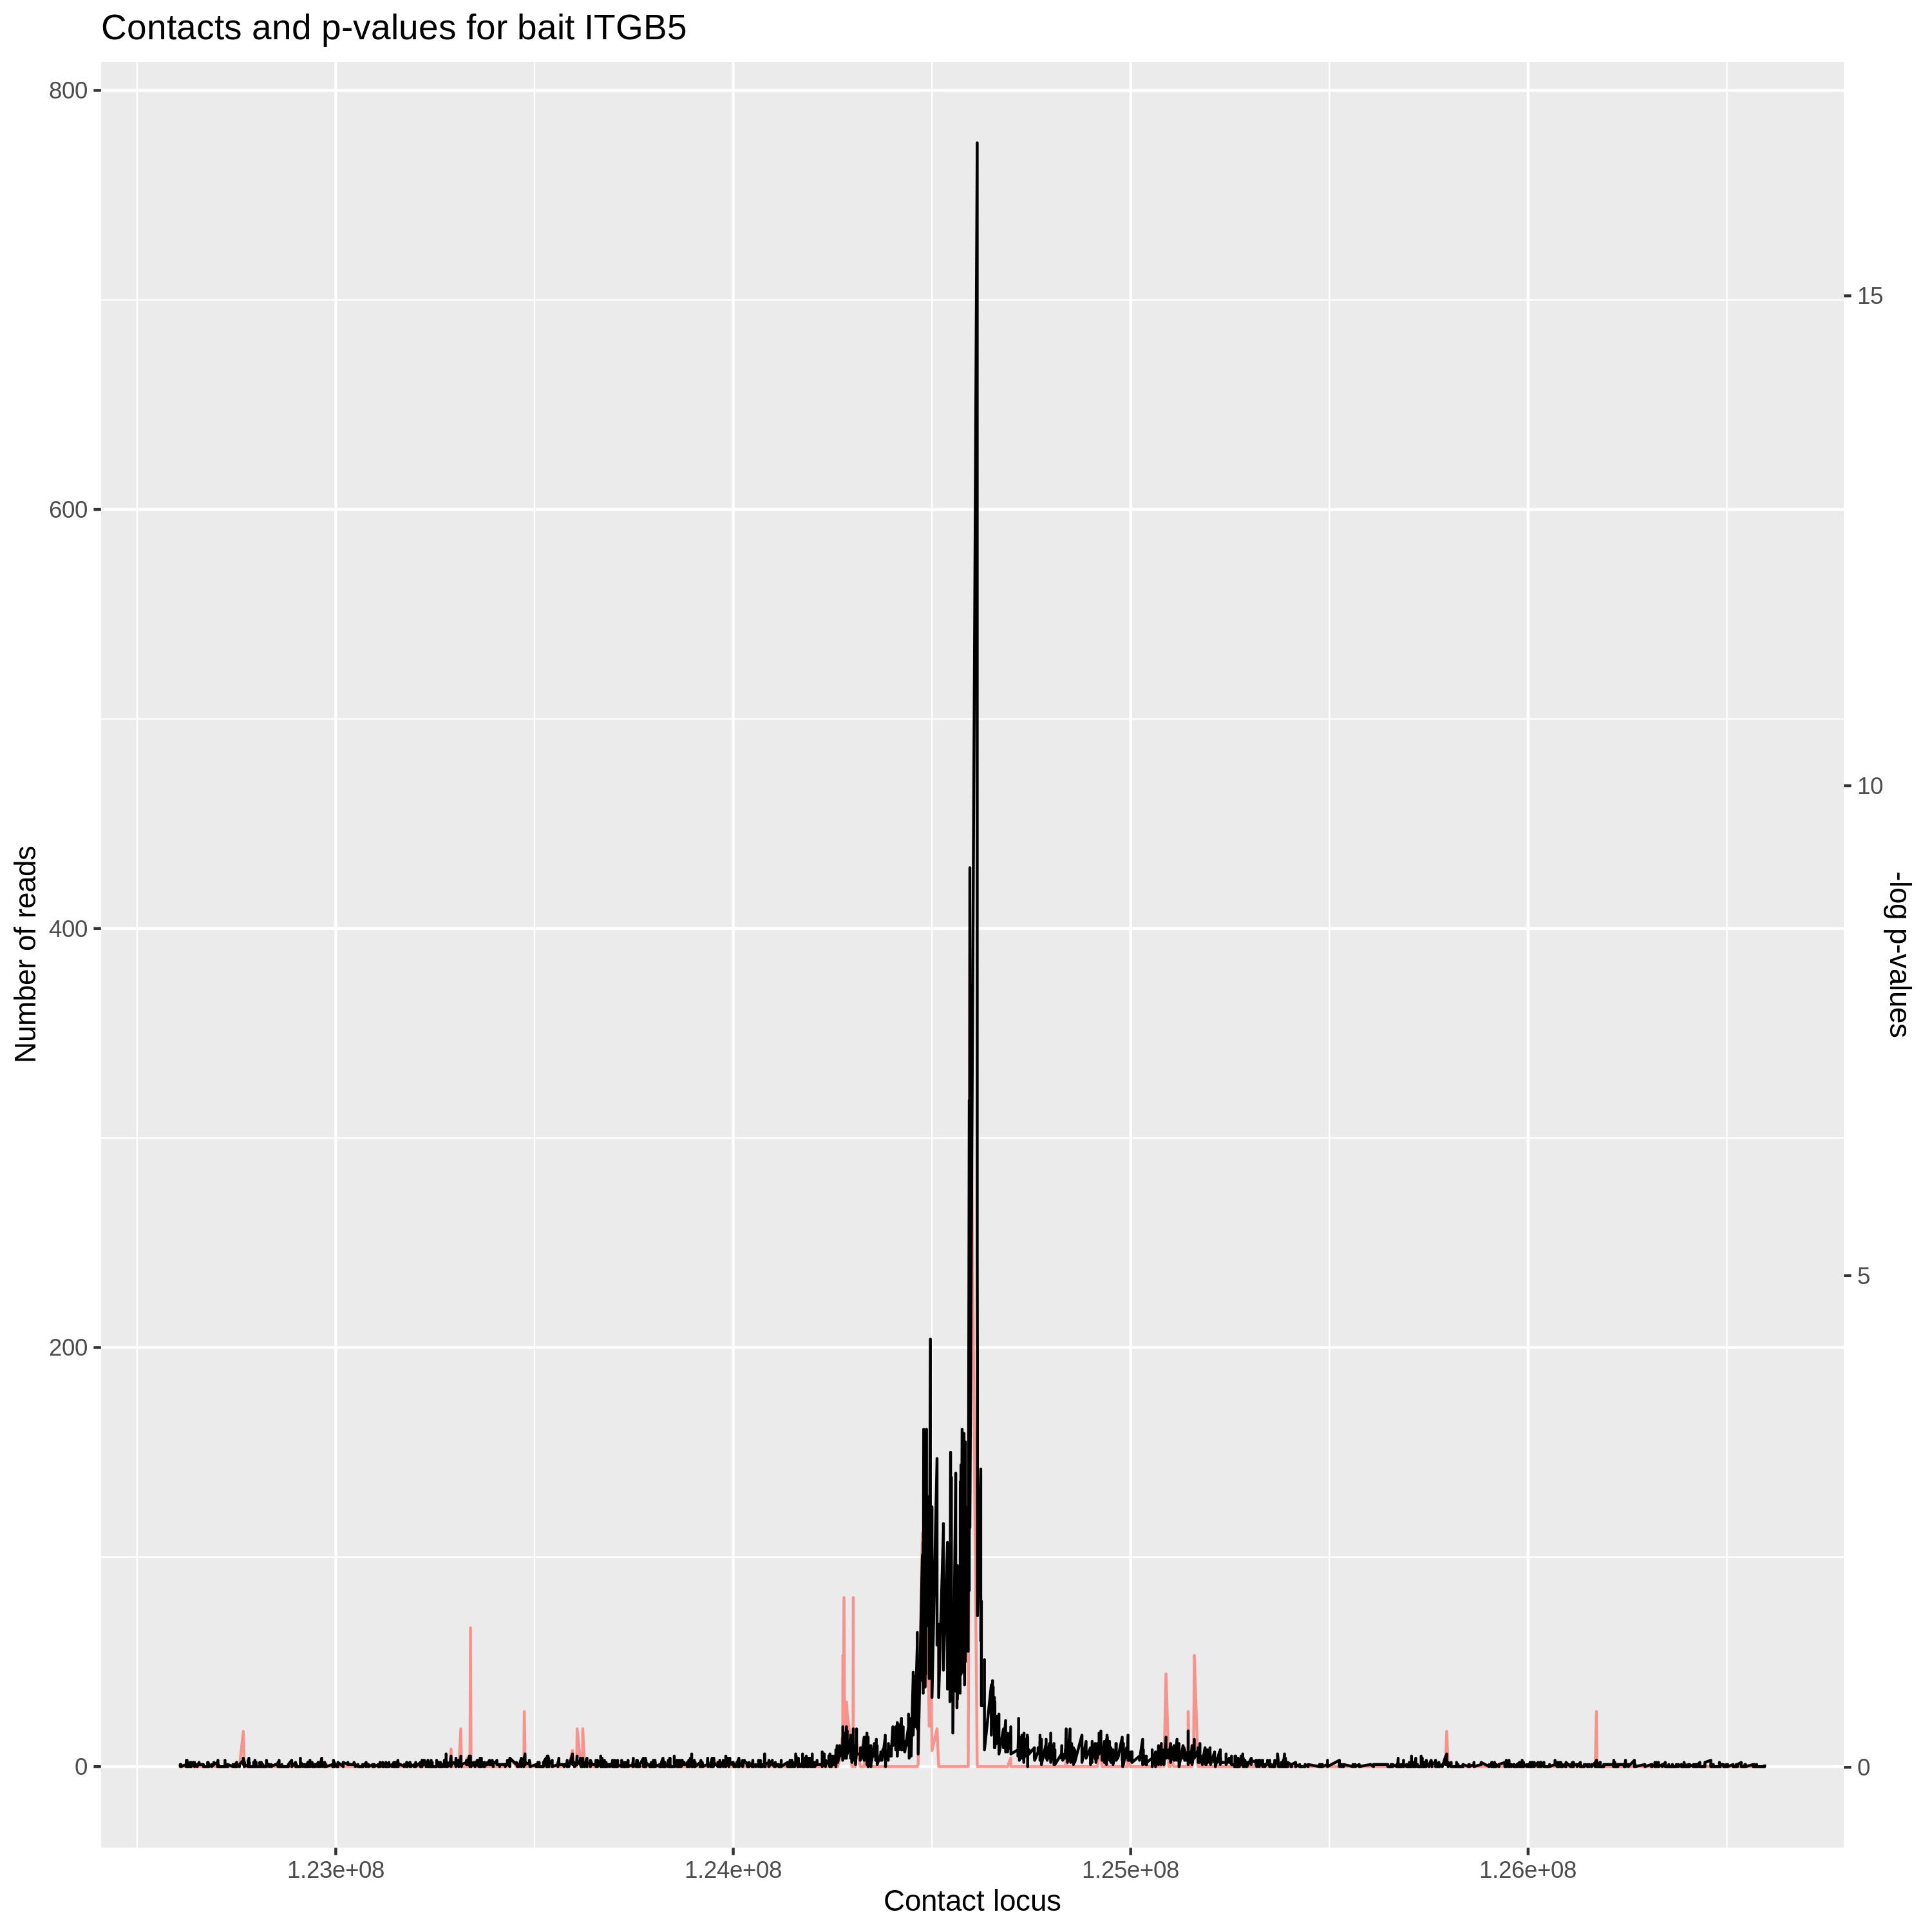 Contacts and p-values for bait ITGB5
800
600
400
200
0
Number of reads
15
10
5
0
-log p-values
1.23e+08
1.24e+08
1.25e+08
1.26e+08
Contact locus